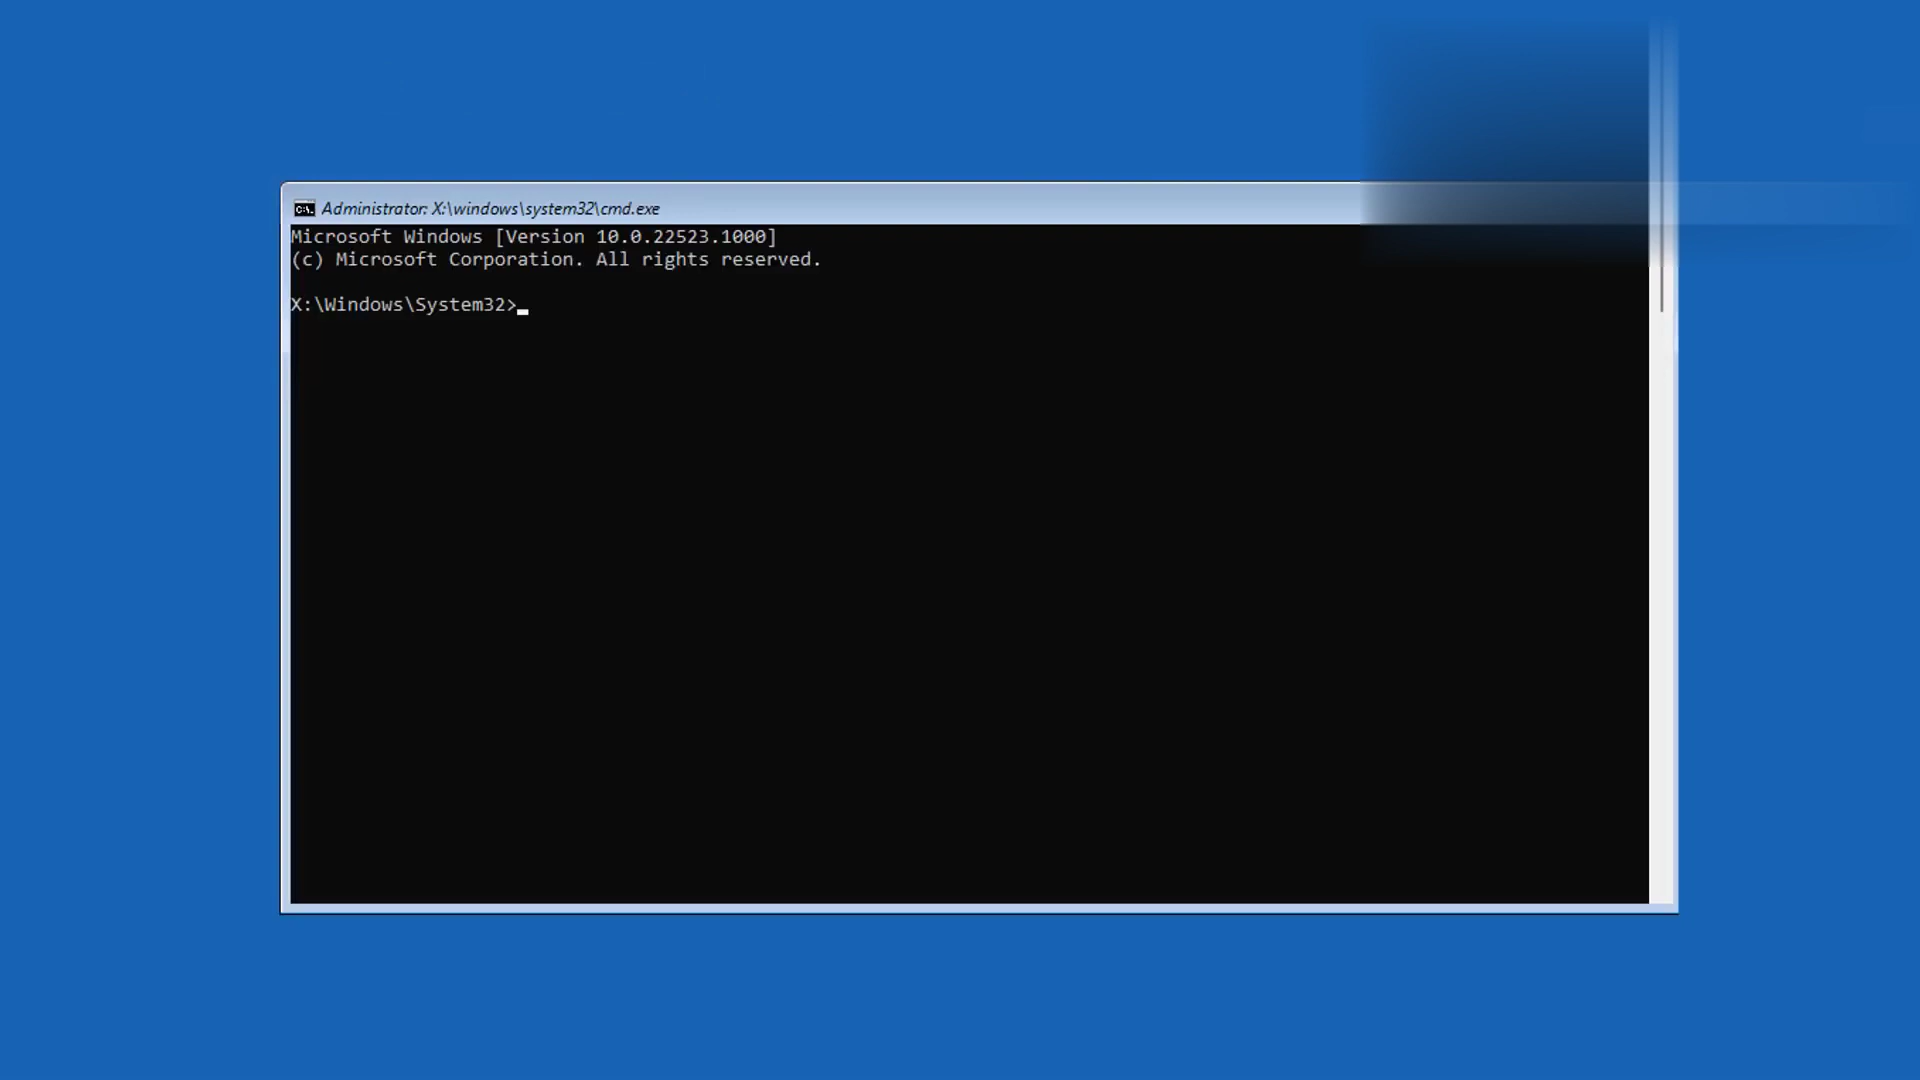 Administrator: X:\windows\system32\cmd.exe
Microsoft Windows [Version 10.0.22523.1000]
(c) Microsoft Corporation. All rights reserved.
X:\Windows\System32>